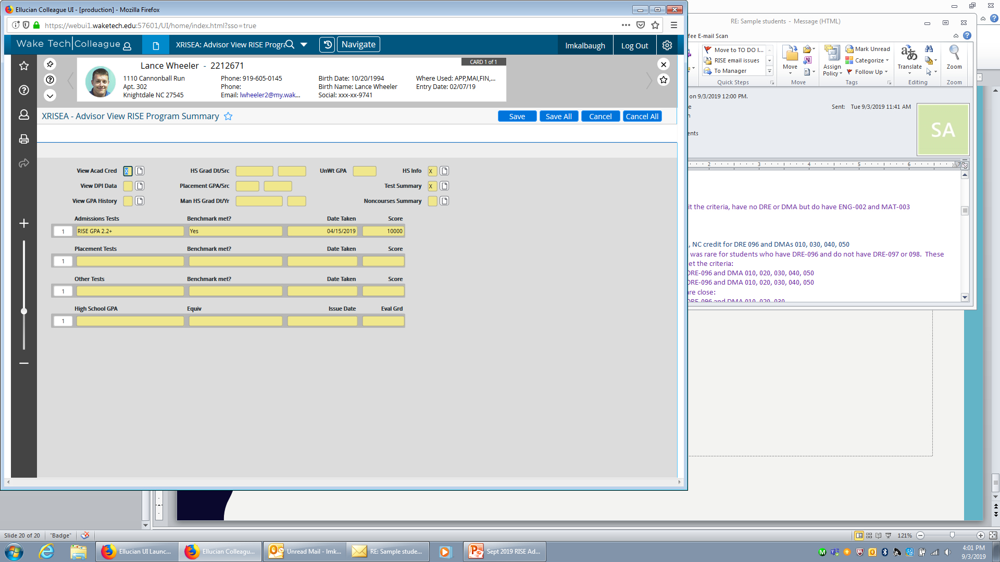 Ellucian Colleague UI - [production] - Mozilla Firefox
https://webui1.waketech.edu:57601/UI/home/index.html?sso=true
Wake Tech Colleague
XRISEA: Advisor View RISE Progra
Navigate
lmkalbaugh
Log Out
CARD 1 of 1
Lance Wheeler - 2212671
1110 Cannonball Run
Apt. 302
Knightdale NC 27545
Phone: 919-605-0145
Phone:
Email: lwheeler2@my.wak...
Birth Date: 10/20/1994
Birth Name: Lance Wheeler
Social: xxx-xx-9741
Where Used: APP,MAI,FIN,...
Entry Date: 02/07/19
XRISEA - Advisor View RISE Program Summary
Save
Save All
Cancel
Cancel All
View Acad Cred X HS Grad Dt/Src UnWt GPA HS Info X
View DPI Data Placement GPA/Src Test Summary X
View GPA History Man HS Grad Dt/Yr Noncourses Summary
Admissions Tests Benchmark met? Date Taken Score
1 RISE GPA 2.2+ Yes 04/15/2019 10000
Placement Tests Benchmark met? Date Taken Score
1
Other Tests Benchmark met? Date Taken Score
1
High School GPA Equiv Issue Date Eval Grd
1
RE: Sample students - Message (HTML)
fee E-mail Scan
Move to TO DO l...
RISE email issues
To Manager
Quick Steps
Move
Move
Assign
Policy
Mark Unread
Categorize
Follow Up
Tags
Translate
Editing
Zoom
Zoom
on 9/3/2019 12:00 PM.
Sent: Tue 9/3/2019 11:41 AM
SA
ents
2 3 4 5 6 7
it the criteria, have no DRE or DMA but do have ENG-002 and MAT-003
, NC credit for DRE 096 and DMAs 010, 030, 040, 050
was rare for students who have DRE-096 and do not have DRE-097 or 098. These
et the criteria:
DRE-096 and DMA 010, 020, 030, 040, 050
DRE-096 and DMA 010, 020, 030, 040, 050
re close:
DRE-096 and DMA 010, 020, 030
Slide 20 of 20
"Badge"
121%
Ellucian UI Launc...
Ellucian Colleagu...
Unread Mail - lmk...
RE: Sample stude...
Sept 2019 RISE Ad...
4:01 PM
9/3/2019